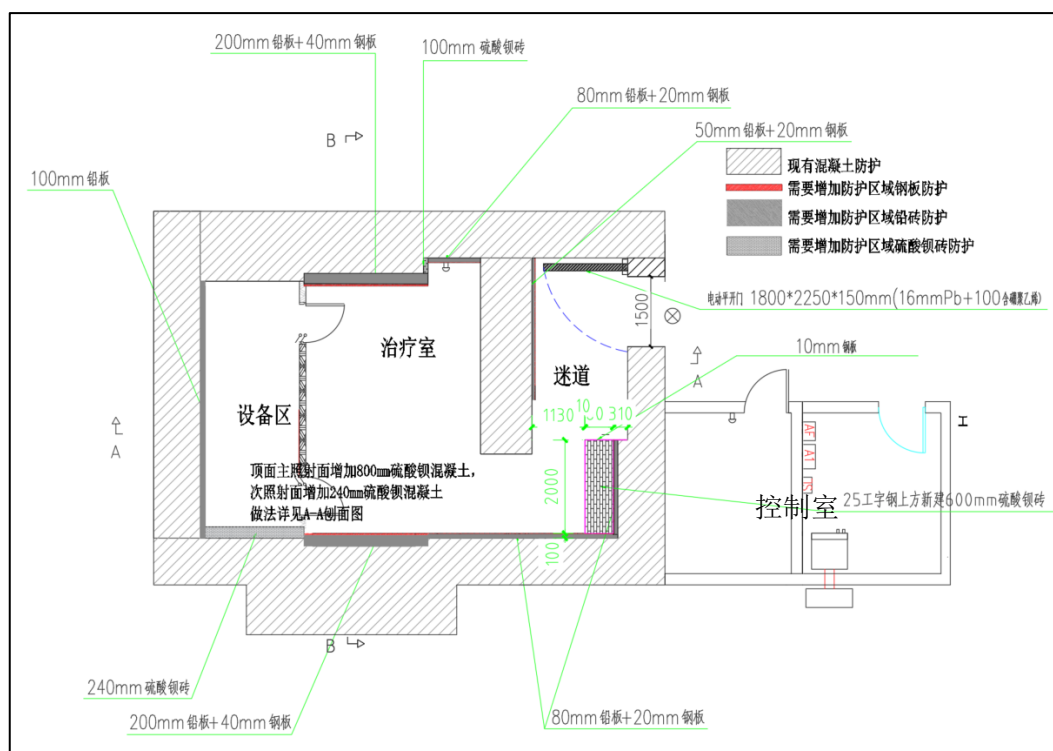 200mm铅板+40mm钢板
100mm硫酸钡砖
80mm铅板+20mm钢板
50mm铅板+20mm钢板
B
现有混凝土防护
需要增加防护区域钢板防护
需要增加防护区域铅砖防护
需要增加防护区域硫酸钡砖防护
100mm铅板
电动平开门 1800*2250*150mm(16mmPb+100含硼聚乙烯)
1500
10mm钢板
治疗室
迷道
A
A
设备区
1130
10
310
AF
A1
顶面主照射面增加800mm硫酸钡混凝土,
次照射面增加240mm硫酸钡混凝土
做法详见A-A刨面图
2000
控制室
25工字钢上方新建600mm硫酸钡砖
100
B
240mm硫酸钡砖
200mm铅板+40mm钢板
80mm铅板+20mm钢板